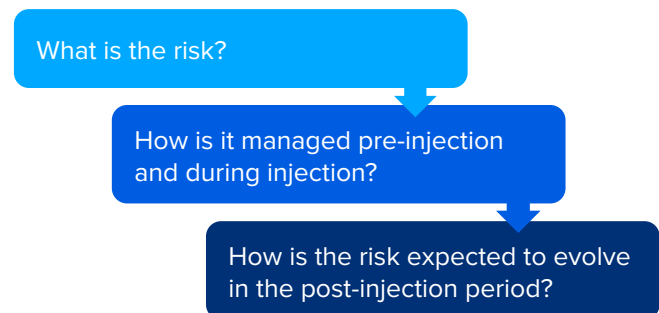 What is the risk?
How is it managed pre-injection
and during injection?
How is the risk expected to evolve
in the post-injection period?